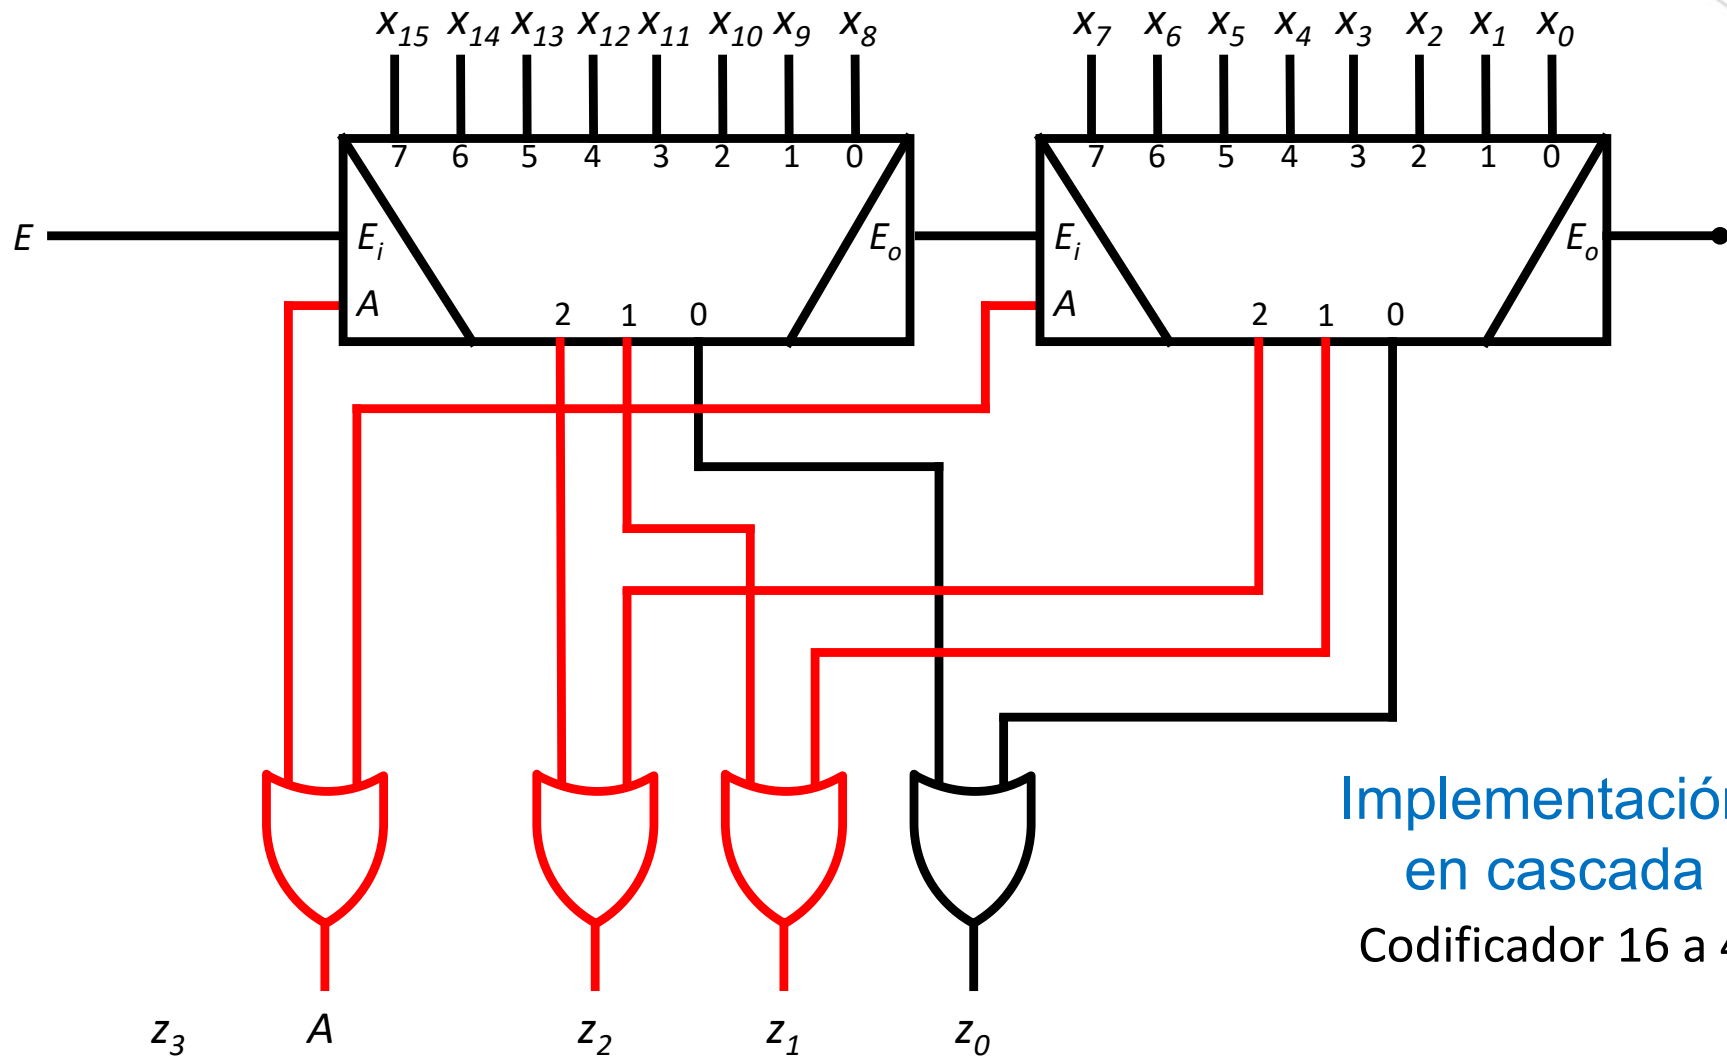 x15 x14 x13 x12 x11 x10 x9 x8 x7 x6 x5 x4 x3 x2 x1 x0
7 6 5 4 3 2 1 0 7 6 5 4 3 2 1 0
E Ei Eo Ei Eo
A 2 1 0 A 2 1 0
Implementación
en cascada
Codificador 16 a 4
z3 A z2 z1 z0